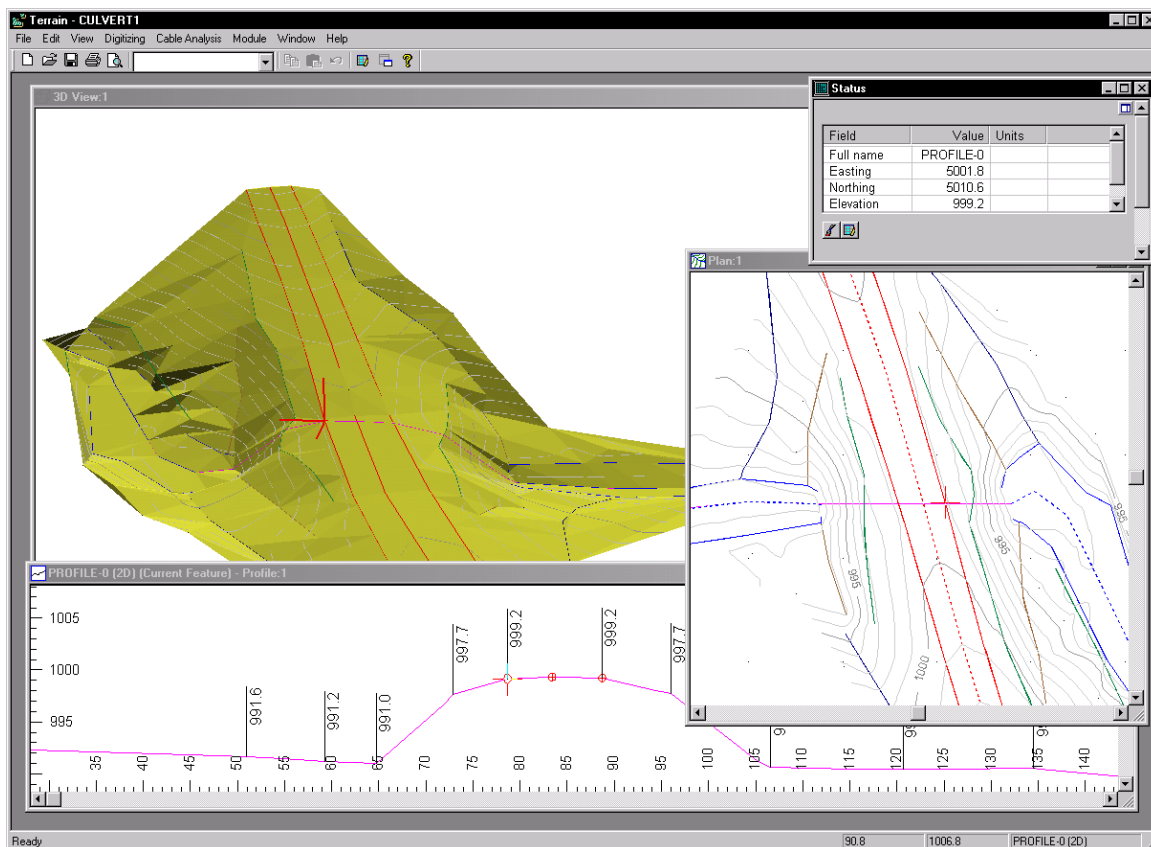 Terrain - CULVERT1
File Edit View Digitizing Cable Analysis Module Window Help
3D View:1
Status
Field Value Units
Full name PROFILE-0
Easting 5001.8
Northing 5010.6
Elevation 999.2
Plan:1
995
995
995
1000
PROFILE-0 (2D) (Current Feature) - Profile:1
1005
1000
995
991.6
991.2
991.0
997.7
999.2
999.2
997.7
35 40 45 50 55 60 65 70 75 80 85 90 95 100 105 110 115 120 125 130 135 140
Ready 90.8 1006.8 PROFILE-0 (2D)